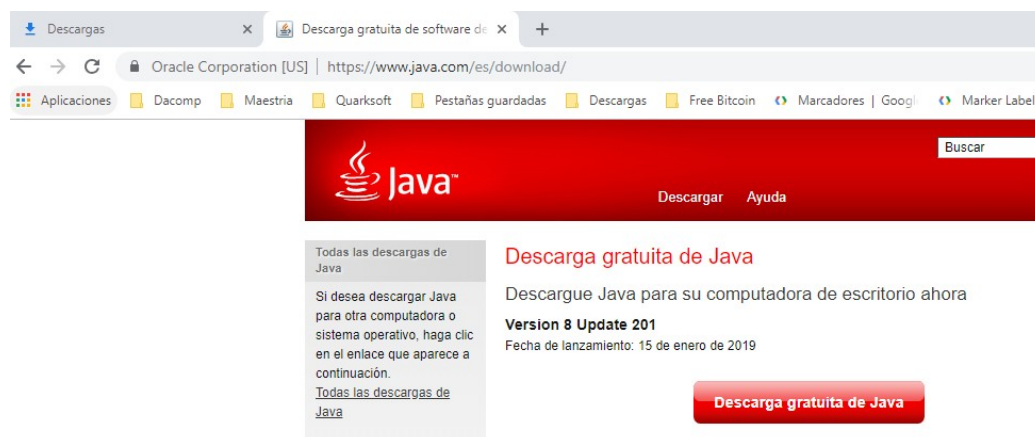 Descargas
Descarga gratuita de software de
Oracle Corporation [US] | https://www.java.com/es/download/
Aplicaciones Dacomp Maestria Quarksoft Pestañas guardadas Descargas Free Bitcoin Marcadores | Googl Marker Label
Buscar
Java™
Descargar Ayuda
Todas las descargas de
Java
Si desea descargar Java
para otra computadora o
sistema operativo, haga clic
en el enlace que aparece a
continuación.
Todas las descargas de
Java
Descarga gratuita de Java
Descargue Java para su computadora de escritorio ahora
Version 8 Update 201
Fecha de lanzamiento: 15 de enero de 2019
Descarga gratuita de Java